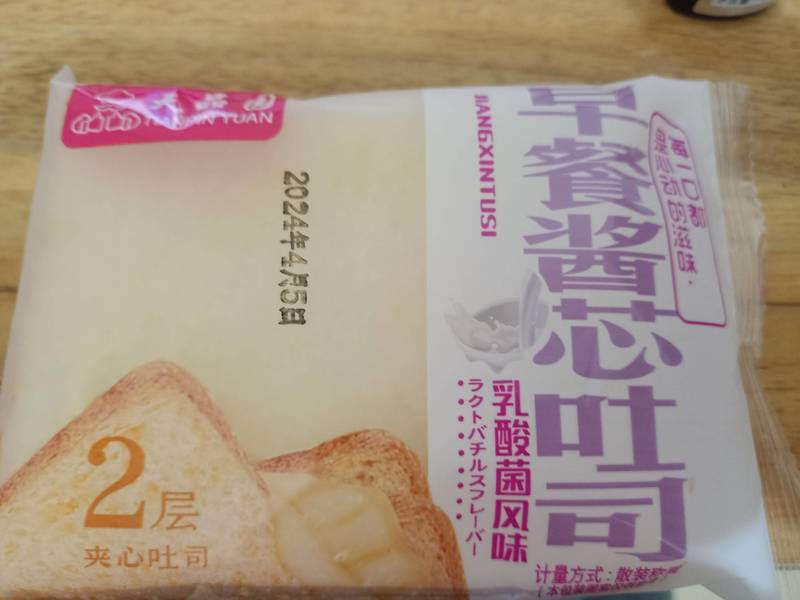 TIAN YUAN
2024年4月5日
JIANGXINTUSI
早餐酱芯吐司
每一口都
是心动的滋味.
乳酸菌风味
ラクトバチルスフレーバー
2层
夹心吐司
计量方式:散装称重